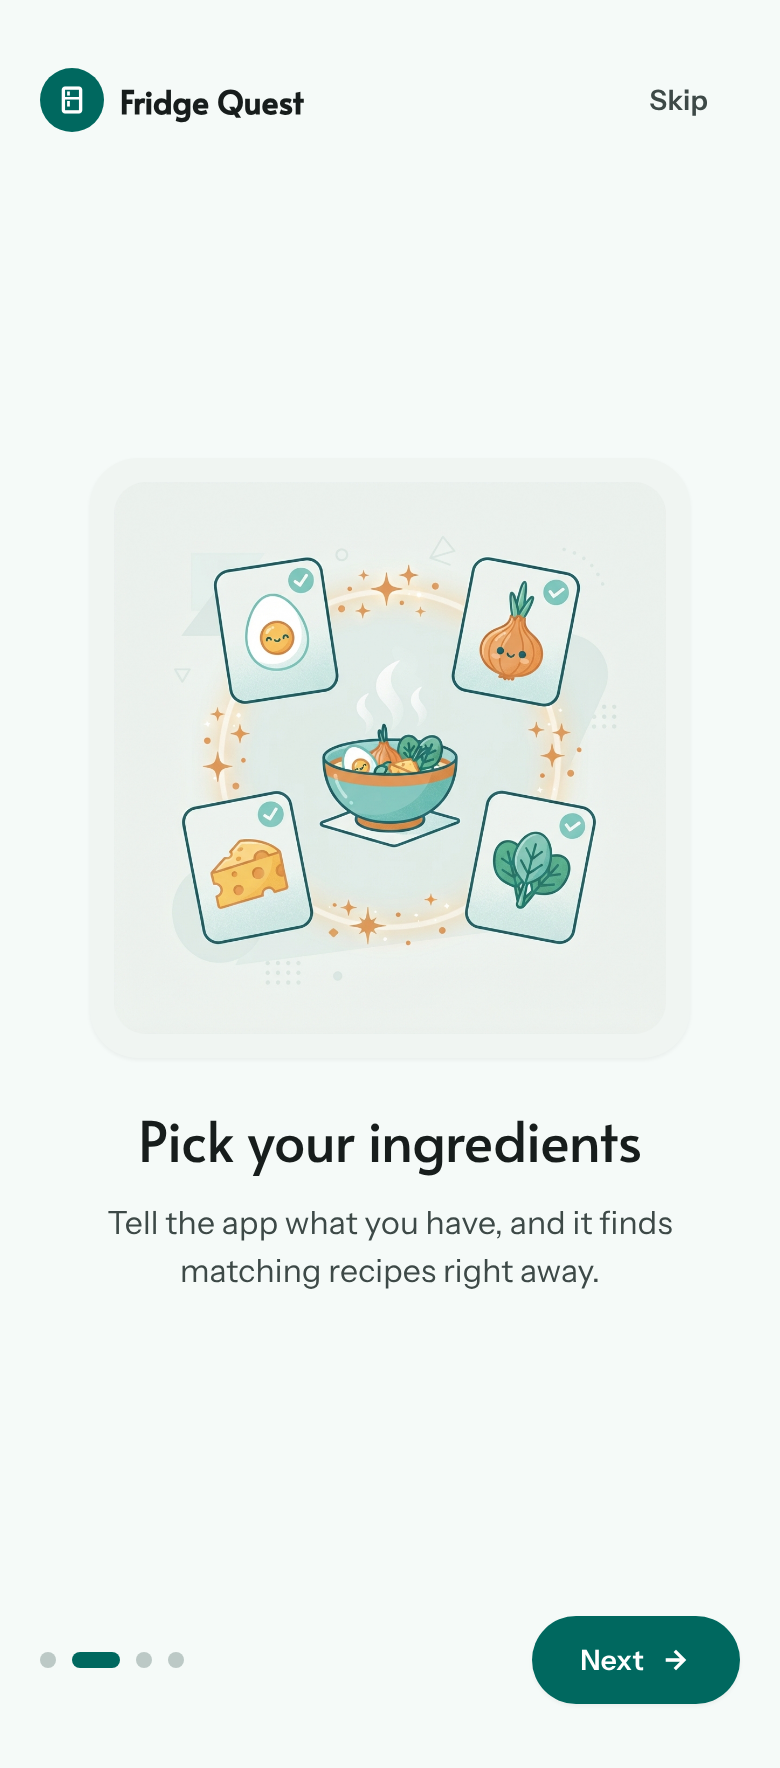 Fridge Quest
Skip
Pick your ingredients
Tell the app what you have, and it finds
matching recipes right away.
Next